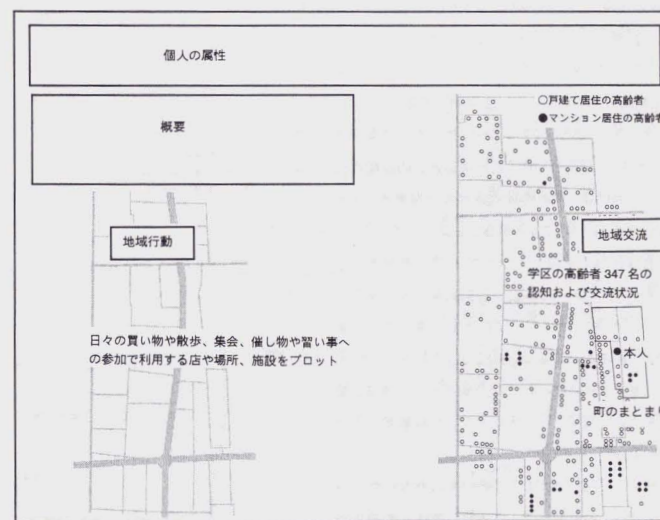 個人の属性
概要
○戸建て居住の高齢者
●マンション居住の高齢者
地域行動
地域交流
学区の高齢者 347 名の
認知および交流状況
日々の買い物や散歩、集会、催し物や習い事へ
の参加で利用する店や場所、施設をプロット
本人
町のまとまり